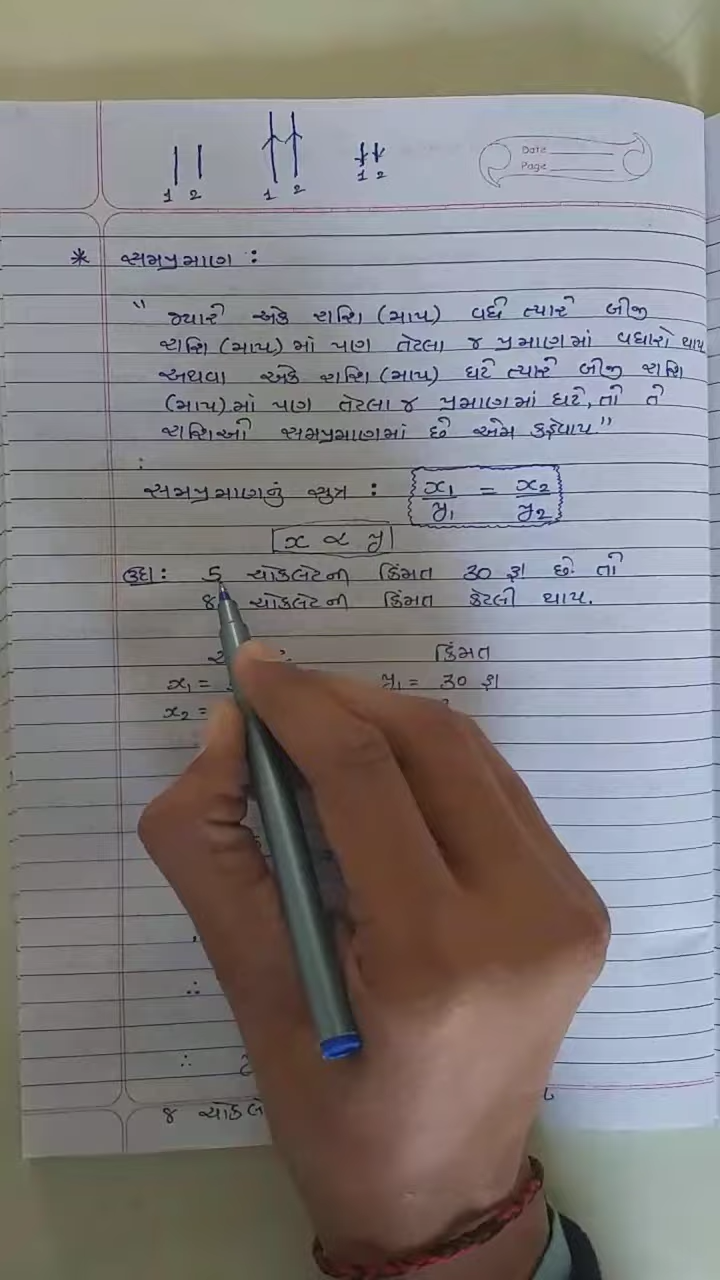 1 2 1 2 1 2
Date
Page
* સમપ્રમાણ :
" જ્યારે એક રાશિ (માપ) વધે ત્યારે બીજી
રાશિ (માપ) માં પણ તેટલા જ પ્રમાણમાં વધારો થાય
અથવા એક રાશિ (માપ) ઘટે ત્યારે બીજી રાશિ
(માપ) માં પણ તેટલા જ પ્રમાણમાં ઘટે, તો તે
રાશિઓ સમપ્રમાણમાં છે એમ કહેવાય"
:
સમપ્રમાણનું સુત્ર : x₁/y₁ = x₂/y₂
x ∝ y
ઉદા: 5 ચોકલેટની કિંમત 30 રૂા છે. તો
8 ચોકલેટની કિંમત કેટલી થાય.
કિંમત
x₁ = y₁ = 30 રૂા
x₂ =
∴
∴
8 ચોકલે